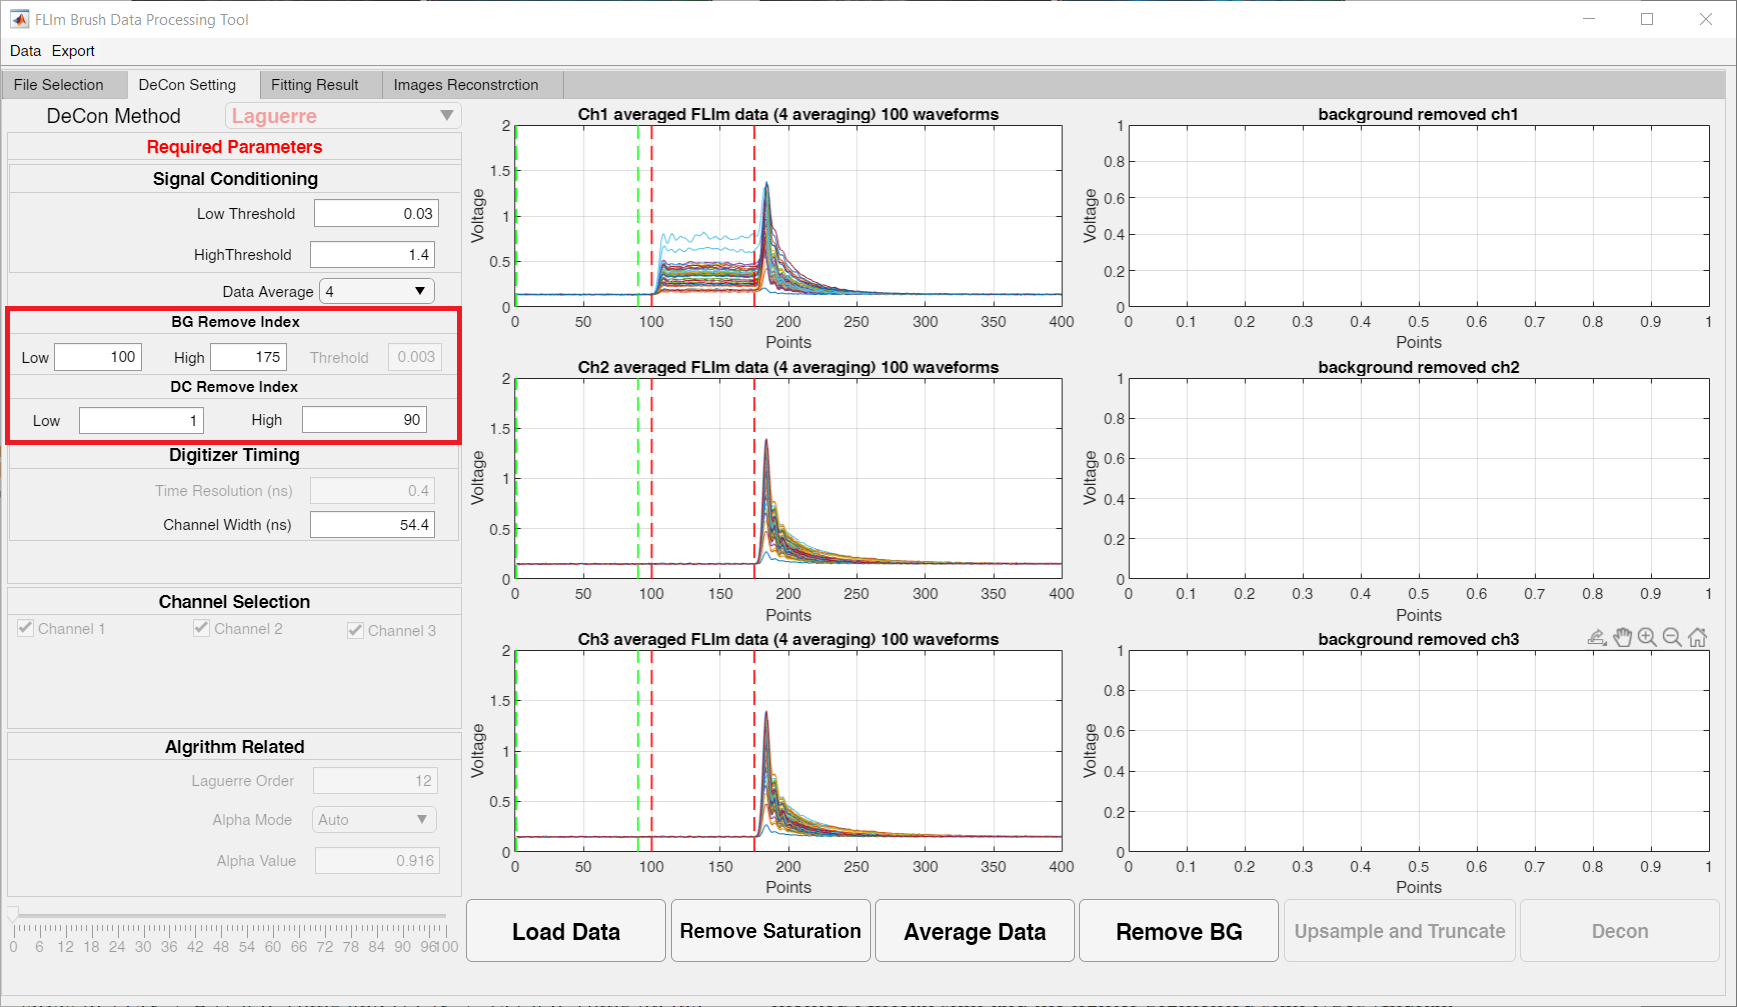 FLIm Brush Data Processing Tool
Data Export
File Selection DeCon Setting Fitting Result Images Reconstrction
DeCon Method Laguerre
Required Parameters
Signal Conditioning
Low Threshold 0.03
HighThreshold 1.4
Data Average 4
BG Remove Index
Low 100 High 175 Threhold 0.003
DC Remove Index
Low 1 High 90
Digitizer Timing
Time Resolution (ns) 0.4
Channel Width (ns) 54.4
Channel Selection
Channel 1 Channel 2 Channel 3
Algrithm Related
Laguerre Order 12
Alpha Mode Auto
Alpha Value 0.916
0 6 12 18 24 30 36 42 48 54 60 66 72 78 84 90 96 100
Ch1 averaged FLIm data (4 averaging) 100 waveforms
Voltage
2
1.5
1
0.5
0
0 50 100 150 200 250 300 350 400
Points
background removed ch1
Voltage
1
0.8
0.6
0.4
0.2
0
0 0.1 0.2 0.3 0.4 0.5 0.6 0.7 0.8 0.9 1
Points
Ch2 averaged FLIm data (4 averaging) 100 waveforms
Voltage
2
1.5
1
0.5
0
0 50 100 150 200 250 300 350 400
Points
background removed ch2
Voltage
1
0.8
0.6
0.4
0.2
0
0 0.1 0.2 0.3 0.4 0.5 0.6 0.7 0.8 0.9 1
Points
Ch3 averaged FLIm data (4 averaging) 100 waveforms
Voltage
2
1.5
1
0.5
0
0 50 100 150 200 250 300 350 400
Points
background removed ch3
Voltage
1
0.8
0.6
0.4
0.2
0
0 0.1 0.2 0.3 0.4 0.5 0.6 0.7 0.8 0.9 1
Points
Load Data Remove Saturation Average Data Remove BG Upsample and Truncate Decon